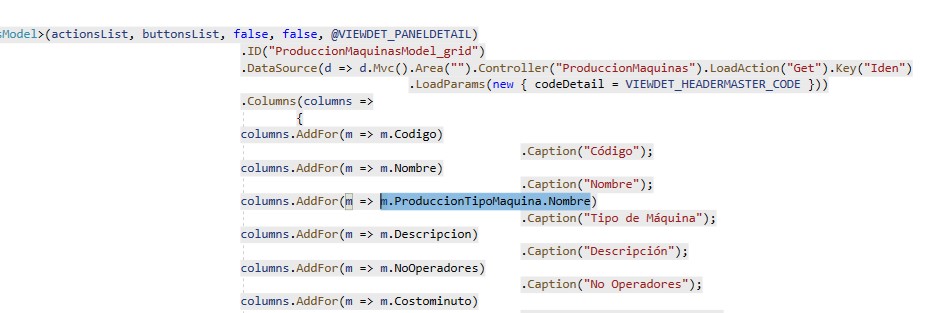 sModel>(actionsList, buttonsList, false, false, @VIEWDET_PANELDETAIL)
.ID("ProduccionMaquinasModel_grid")
.DataSource(d => d.Mvc().Area("").Controller("ProduccionMaquinas").LoadAction("Get").Key("Iden")
.LoadParams(new { codeDetail = VIEWDET_HEADERMASTER_CODE }))
.Columns(columns =>
{
columns.AddFor(m => m.Codigo)
.Caption("Código");
columns.AddFor(m => m.Nombre)
.Caption("Nombre");
columns.AddFor(m => m.ProduccionTipoMaquina.Nombre)
.Caption("Tipo de Máquina");
columns.AddFor(m => m.Descripcion)
.Caption("Descripción");
columns.AddFor(m => m.NoOperadores)
.Caption("No Operadores");
columns.AddFor(m => m.Costominuto)